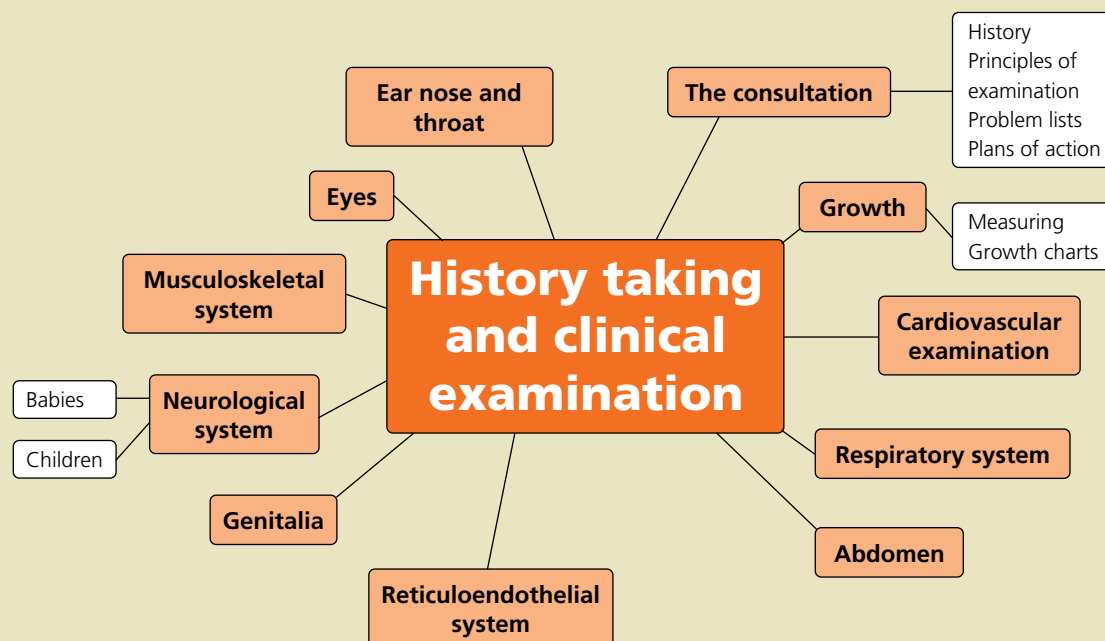 History taking
and clinical
examination
The consultation
History
Principles of
examination
Problem lists
Plans of action
Growth
Measuring
Growth charts
Cardiovascular
examination
Respiratory system
Abdomen
Reticuloendothelial
system
Genitalia
Neurological
system
Babies
Children
Musculoskeletal
system
Eyes
Ear nose and
throat